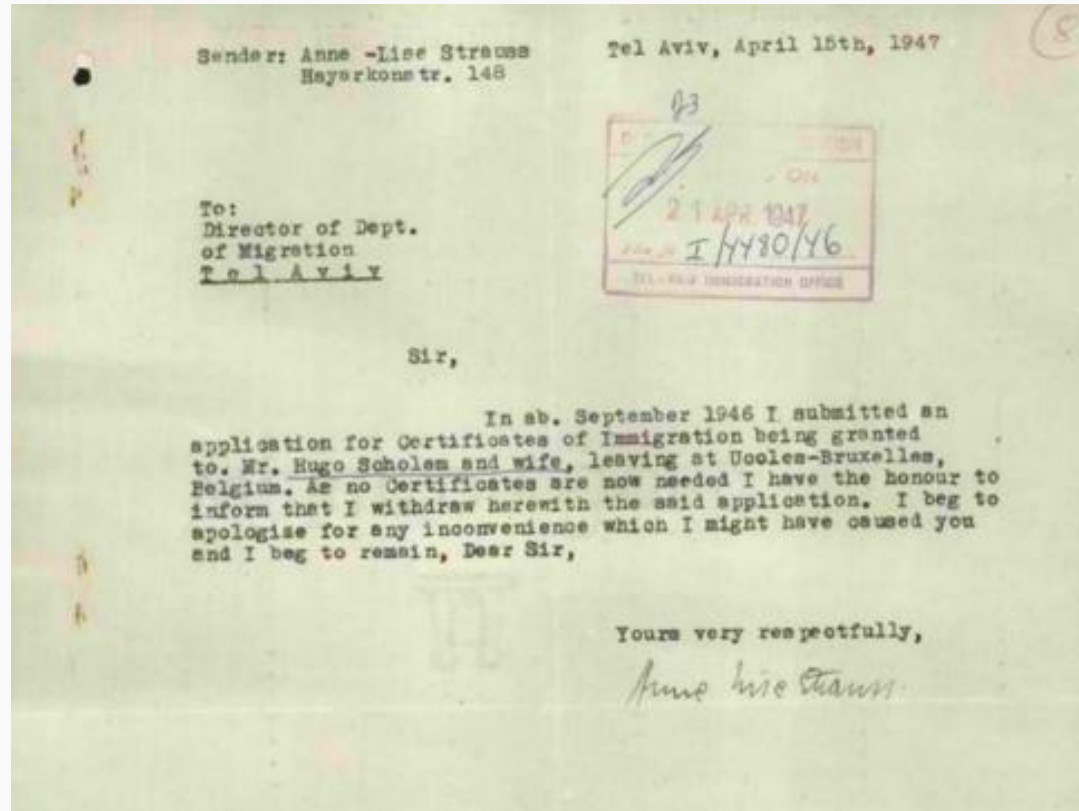 8
Sender: Anne -Lise Strauss
Hayarkonstr. 148
Tel Aviv, April 15th, 1947
To:
Director of Dept.
of Migration
Tel Aviv
21 APR 1947
I/4480/46
TEL-AVIV IMMIGRATION OFFICE
Sir,
In ab. September 1946 I submitted an
application for Certificates of Immigration being granted
to. Mr. Hugo Scholem and wife, leaving at Uccles-Bruxelles,
Belgium. As no Certificates are now needed I have the honour to
inform that I withdraw herewith the said application. I beg to
apologise for any inconvenience which I might have caused you
and I beg to remain, Dear Sir,
Yours very respectfully,
Anne Lise Strauss.